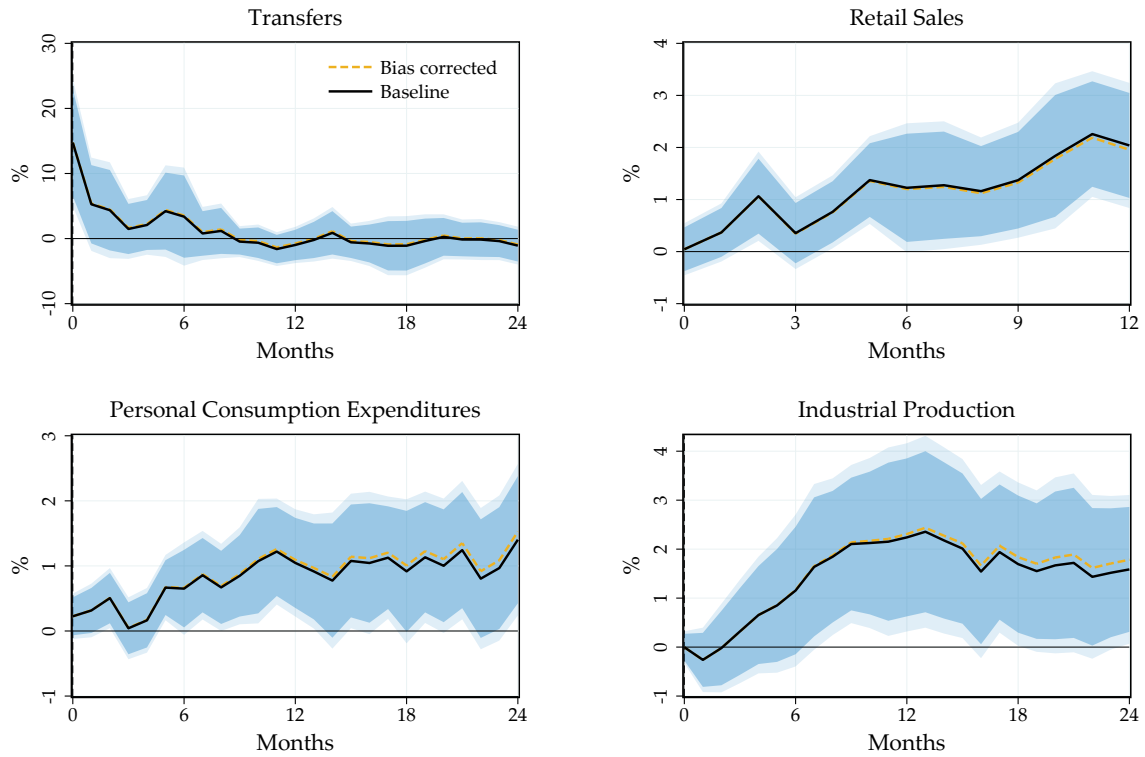 Transfers
30
20
10
0
-10
%
Bias corrected
Baseline
0 6 12 18 24
Months
Retail Sales
4
3
2
1
0
-1
%
0 3 6 9 12
Months
Personal Consumption Expenditures
3
2
1
0
-1
%
0 6 12 18 24
Months
Industrial Production
4
3
2
1
0
-1
%
0 6 12 18 24
Months